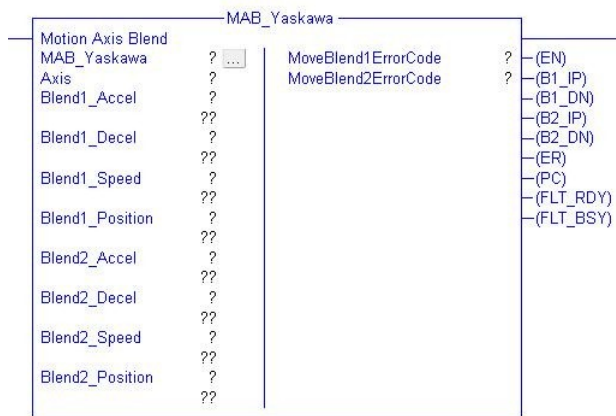 MAB_Yaskawa
Motion Axis Blend
MAB_Yaskawa ? ... MoveBlend1ErrorCode ? (EN)
Axis ? MoveBlend2ErrorCode ? (B1_IP)
Blend1_Accel ? (B1_DN)
?? (B2_IP)
Blend1_Decel ? (B2_DN)
?? (ER)
Blend1_Speed ? (PC)
?? (FLT_RDY)
Blend1_Position ? (FLT_BSY)
??
Blend2_Accel ?
??
Blend2_Decel ?
??
Blend2_Speed ?
??
Blend2_Position ?
??